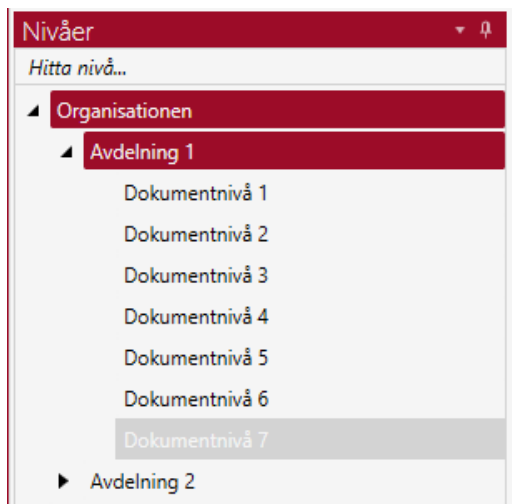 Nivåer
Hitta nivå...
Organisationen
Avdelning 1
Dokumentnivå 1
Dokumentnivå 2
Dokumentnivå 3
Dokumentnivå 4
Dokumentnivå 5
Dokumentnivå 6
Dokumentnivå 7
Avdelning 2